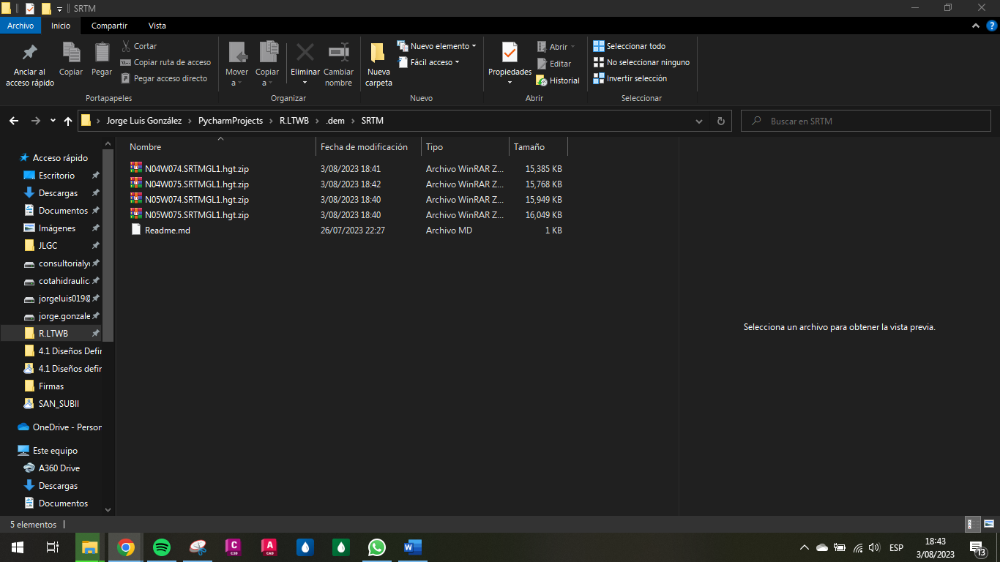 SRTM
Archivo Inicio Compartir Vista
Anclar al acceso rápido
Copiar
Pegar
Cortar
Copiar ruta de acceso
Pegar acceso directo
Portapapeles
Mover a
Copiar a
Eliminar
Cambiar nombre
Organizar
Nueva carpeta
Nuevo elemento
Fácil acceso
Nuevo
Propiedades
Abrir
Editar
Historial
Abrir
Seleccionar todo
No seleccionar ninguno
Invertir selección
Seleccionar
Jorge Luis González > PycharmProjects > R.LTWB > .dem > SRTM
Buscar en SRTM
Nombre Fecha de modificación Tipo Tamaño
N04W074.SRTMGL1.hgt.zip 3/08/2023 18:41 Archivo WinRAR Z... 15,385 KB
N04W075.SRTMGL1.hgt.zip 3/08/2023 18:42 Archivo WinRAR Z... 15,768 KB
N05W074.SRTMGL1.hgt.zip 3/08/2023 18:40 Archivo WinRAR Z... 15,949 KB
N05W075.SRTMGL1.hgt.zip 3/08/2023 18:40 Archivo WinRAR Z... 16,049 KB
Readme.md 26/07/2023 22:27 Archivo MD 1 KB
Acceso rápido
Escritorio
Descargas
Documentos
Imágenes
JLGC
consultorialy
cotahidraulic
jorgeluis019@
jorge.gonzale
R.LTWB
4.1 Diseños Defin
4.1 Diseños defin
Firmas
SAN_SUBII
OneDrive - Person
Este equipo
A360 Drive
Descargas
Documentos
Selecciona un archivo para obtener la vista previa.
5 elementos
C
C3D
A
CAD
W
ESP
18:43
3/08/2023
13